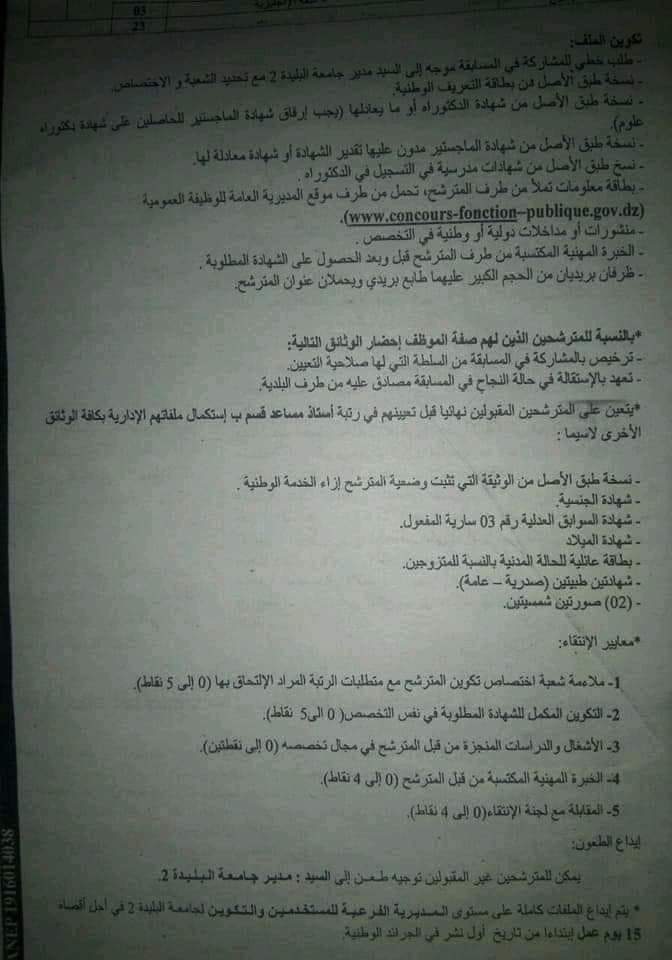 03
23
تكوين الملف:
- طلب خطي للمشاركة في المسابقة موجه إلى السيد مدير جامعة البليدة 2 مع تحديد الشعبة و الاختصاص.
- نسخة طبق الأصل من بطاقة التعريف الوطنية.
- نسخة طبق الأصل من شهادة الدكتوراه أو ما يعادلها (يجب إرفاق شهادة الماجستير للحاصلين على شهادة دكتوراه
علوم).
- نسخة طبق الأصل من شهادة الماجستير مدون عليها تقدير الشهادة أو شهادة معادلة لها.
- نسخ طبق الأصل من شهادات مدرسية في التسجيل في الدكتوراه .
- بطاقة معلومات تملأ من طرف المترشح، تحمل من طرف موقع المديرية العامة للوظيفة العمومية
(www.concours-fonction–publique.gov.dz).
- منشورات أو مداخلات دولية أو وطنية في التخصص .
- الخبرة المهنية المكتسبة من طرف المترشح قبل وبعد الحصول على الشهادة المطلوبة .
- ظرفان بريديان من الحجم الكبير عليهما طابع بريدي ويحملان عنوان المترشح.
*بالنسبة للمترشحين الذين لهم صفة الموظف إحضار الوثائق التالية:
- ترخيص بالمشاركة في المسابقة من السلطة التي لها صلاحية التعيين.
- تعهد بالإستقالة في حالة النجاح في المسابقة مصادق عليه من طرف البلدية.
*يتعين على المترشحين المقبولين نهائيا قبل تعيينهم في رتبة أستاذ مساعد قسم ب إستكمال ملفاتهم الإدارية بكافة الوثائق
الأخرى لاسيما :
- نسخة طبق الأصل من الوثيقة التي تثبت وضعية المترشح إزاء الخدمة الوطنية .
- شهادة الجنسية.
- شهادة السوابق العدلية رقم 03 سارية المفعول.
- شهادة الميلاد
- بطاقة عائلية للحالة المدنية بالنسبة للمتزوجين.
- شهادتين طبيتين (صدرية – عامة).
- (02) صورتين شمسيتين.
*معايير الإنتقاء:
1- ملاءمة شعبة اختصاص تكوين المترشح مع متطلبات الرتبة المراد الإلتحاق بها (0 إلى 5 نقاط).
2- التكوين المكمل للشهادة المطلوبة في نفس التخصص( 0 الى5 نقاط).
3- الأشغال والدراسات المنجزة من قبل المترشح في مجال تخصصه (0 إلى نقطتين).
4- الخبرة المهنية المكتسبة من قبل المترشح (0 إلى 4 نقاط).
5- المقابلة مع لجنة الإنتقاء(0 إلى 4 نقاط).
إيداع الطعون:
يمكن للمترشحين غير المقبولين توجيه طعن إلى السيد : مدير جامعة البليدة 2.
* يتم إيداع الملفات كاملة على مستوى المديرية الفرعية للمستخدمين والتكوين لجامعة البليدة 2 في أجل أقصاه
15 يوم عمل إبتداءا من تاريخ أول نشر في الجرائد الوطنية.
ANEP1916014038